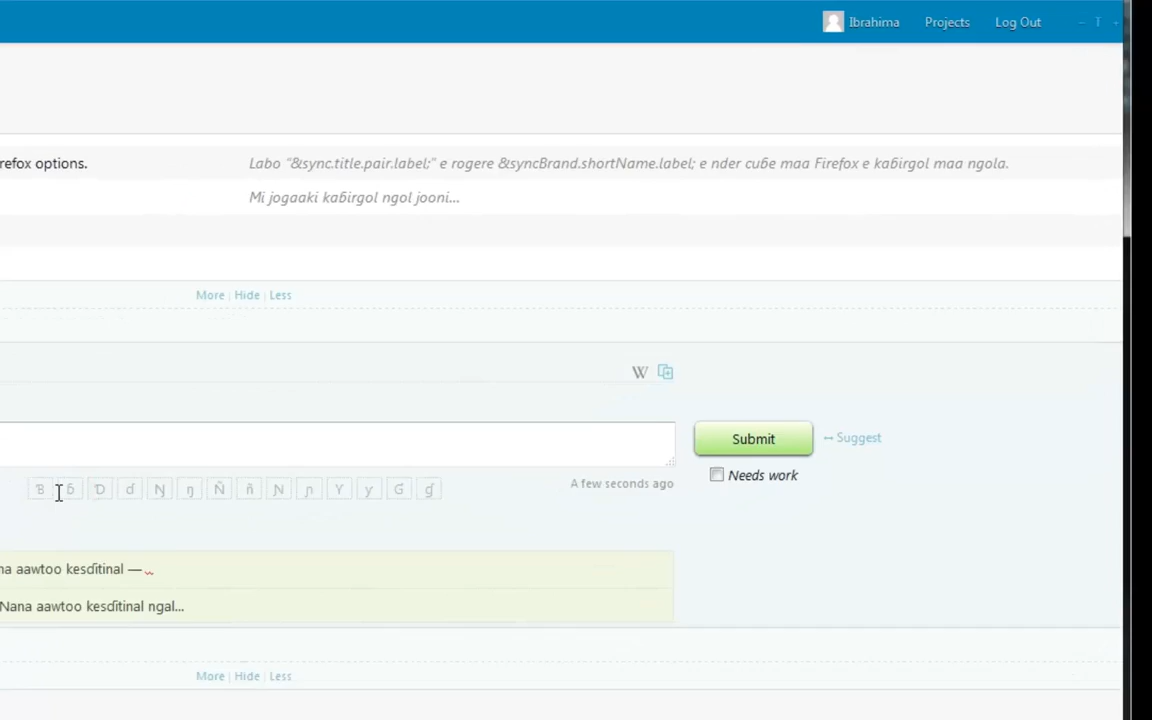 Ibrahima Projects Log Out
refox options. Labo "&sync.title.pair.label;" e rogere &syncBrand.shortName.label; e nder cuɓe maa Firefox e kaɓirgol maa ngola.
Mi jogaaki kaɓirgol ngol jooni...
More | Hide | Less
W
Submit
Suggest
Needs work
Ɓ ɓ Ɗ ɗ Ŋ ŋ Ñ ñ Ɲ ɲ Y y Ɠ ɠ
A few seconds ago
na aawtoo kesɗitinal —
Nana aawtoo kesɗitinal ngal...
More | Hide | Less